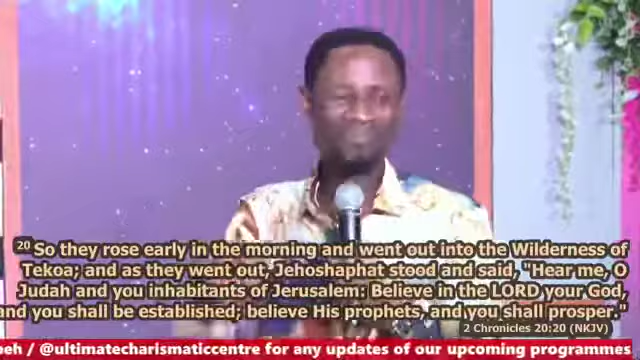 20 So they rose early in the morning and went out into the Wilderness of
Tekoa; and as they went out, Jehoshaphat stood and said, "Hear me, O
Judah and you inhabitants of Jerusalem: Believe in the LORD your God,
and you shall be established; believe His prophets, and you shall prosper."
2 Chronicles 20:20 (NKJV)
beh / @ultimatecharismaticcentre for any updates of our upcoming programmes